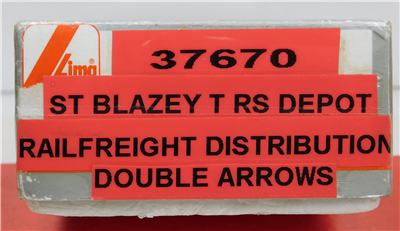 Lima
37670
ST BLAZEY T RS DEPOT
RAILFREIGHT DISTRIBUTION
DOUBLE ARROWS